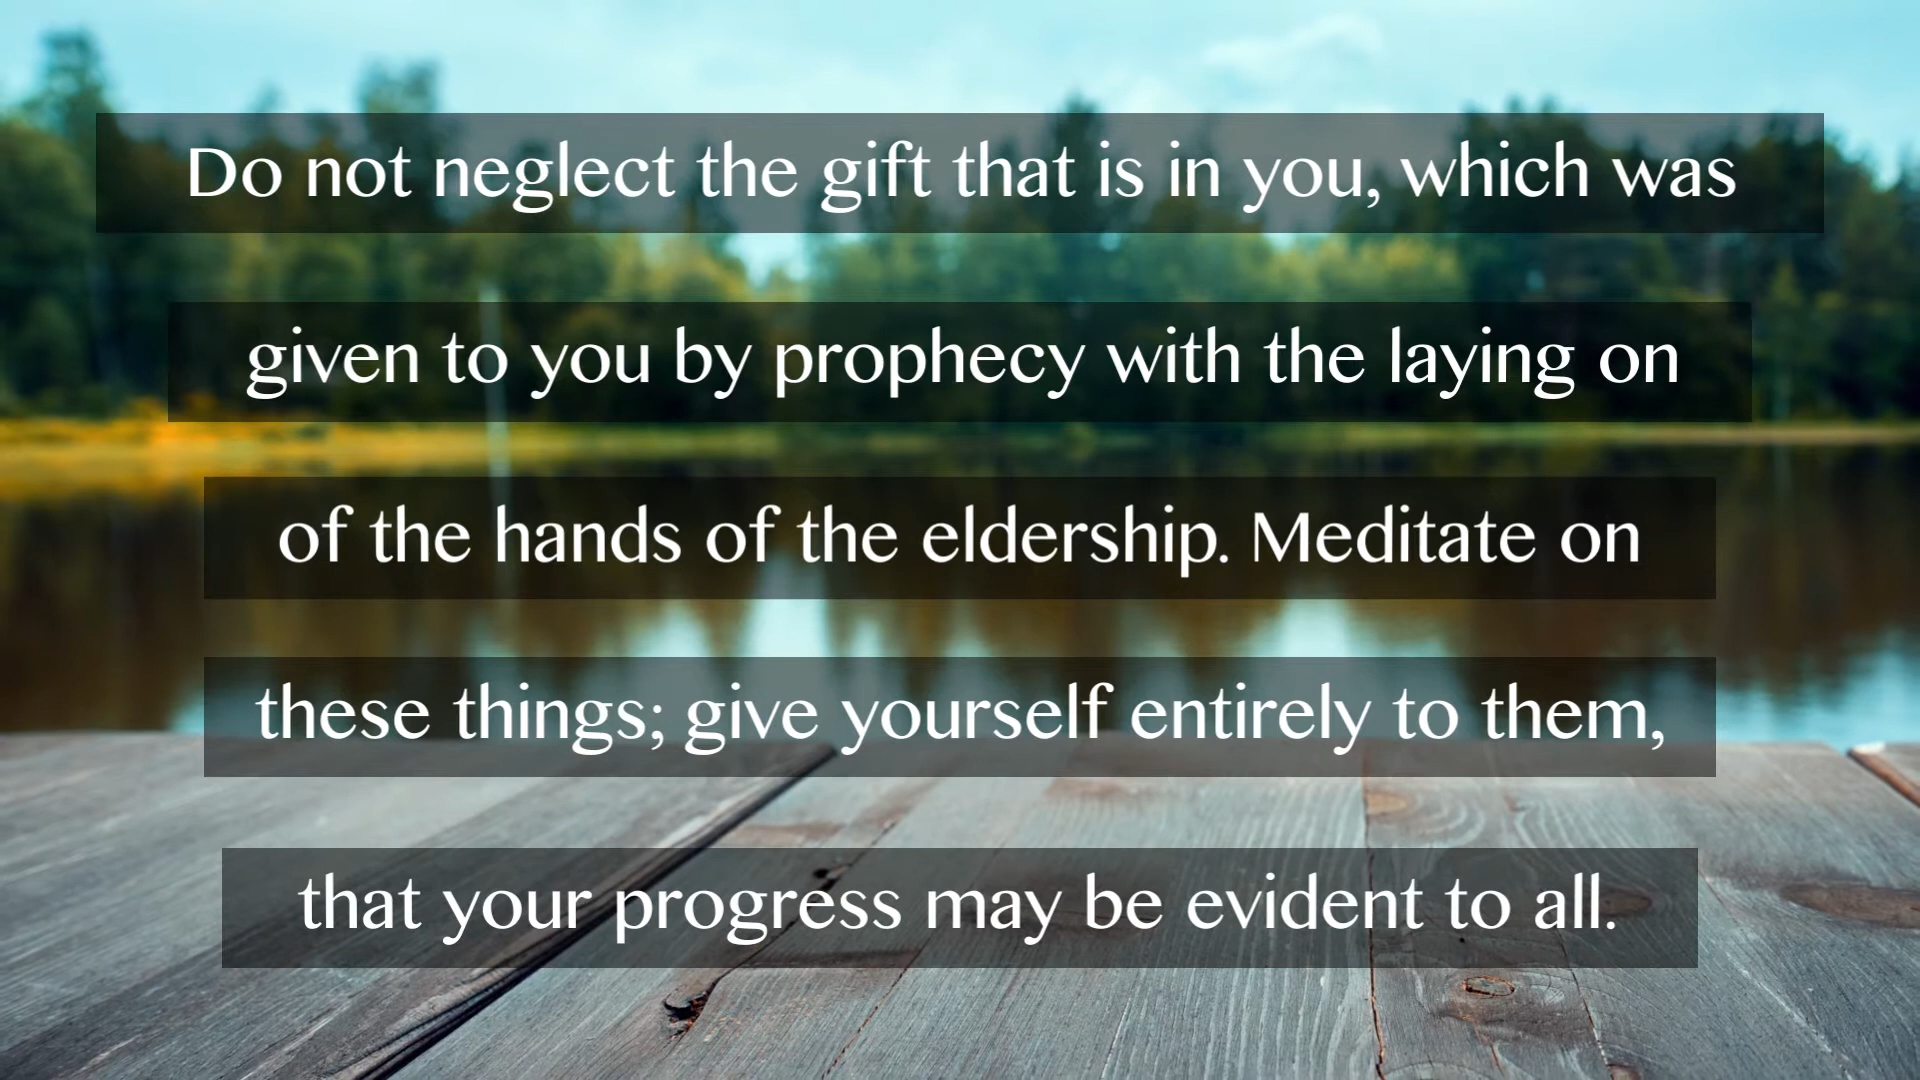 Do not neglect the gift that is in you, which was
given to you by prophecy with the laying on
of the hands of the eldership. Meditate on
these things; give yourself entirely to them,
that your progress may be evident to all.